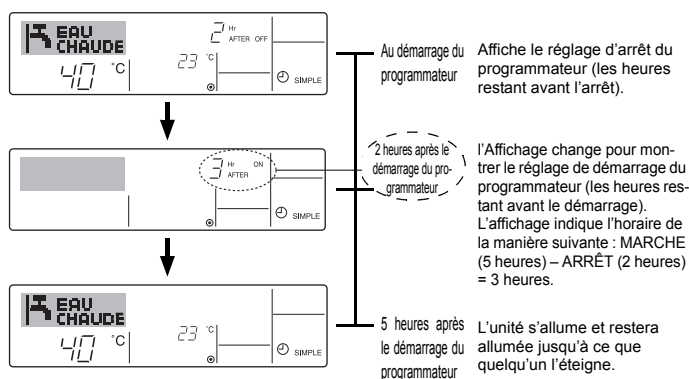 EAU
CHAUDE
2 Hr
AFTER OFF
40 °C
23 °C
SIMPLE
Au démarrage du
programmateur
Affiche le réglage d’arrêt du
programmateur (les heures
restant avant l’arrêt).
3 Hr ON
AFTER
SIMPLE
2 heures après le
démarrage du pro-
grammateur
l’Affichage change pour mon-
trer le réglage de démarrage du
programmateur (les heures res-
tant avant le démarrage).
L’affichage indique l’horaire de
la manière suivante : MARCHE
(5 heures) – ARRÊT (2 heures)
= 3 heures.
EAU
CHAUDE
40 °C
23 °C
SIMPLE
5 heures après
le démarrage du
programmateur
L’unité s’allume et restera
allumée jusqu’à ce que
quelqu’un l’éteigne.